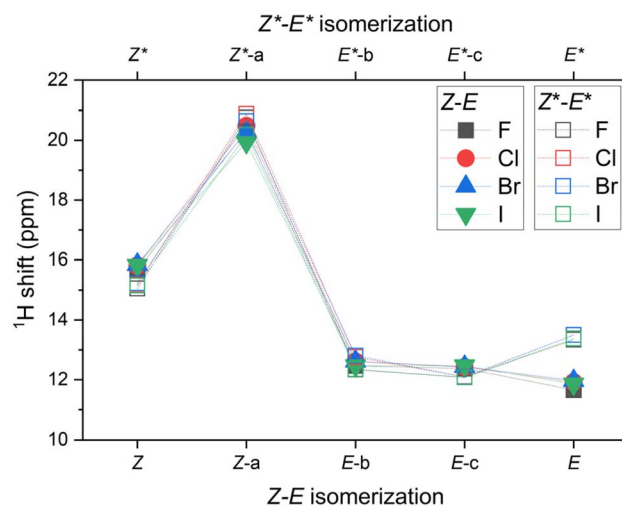 Z*-E* isomerization
Z* Z*-a E*-b E*-c E*
22
20
18
16
14
12
10
¹H shift (ppm)
Z-E
F
Cl
Br
I
Z*-E*
F
Cl
Br
I
Z Z-a E-b E-c E
Z-E isomerization